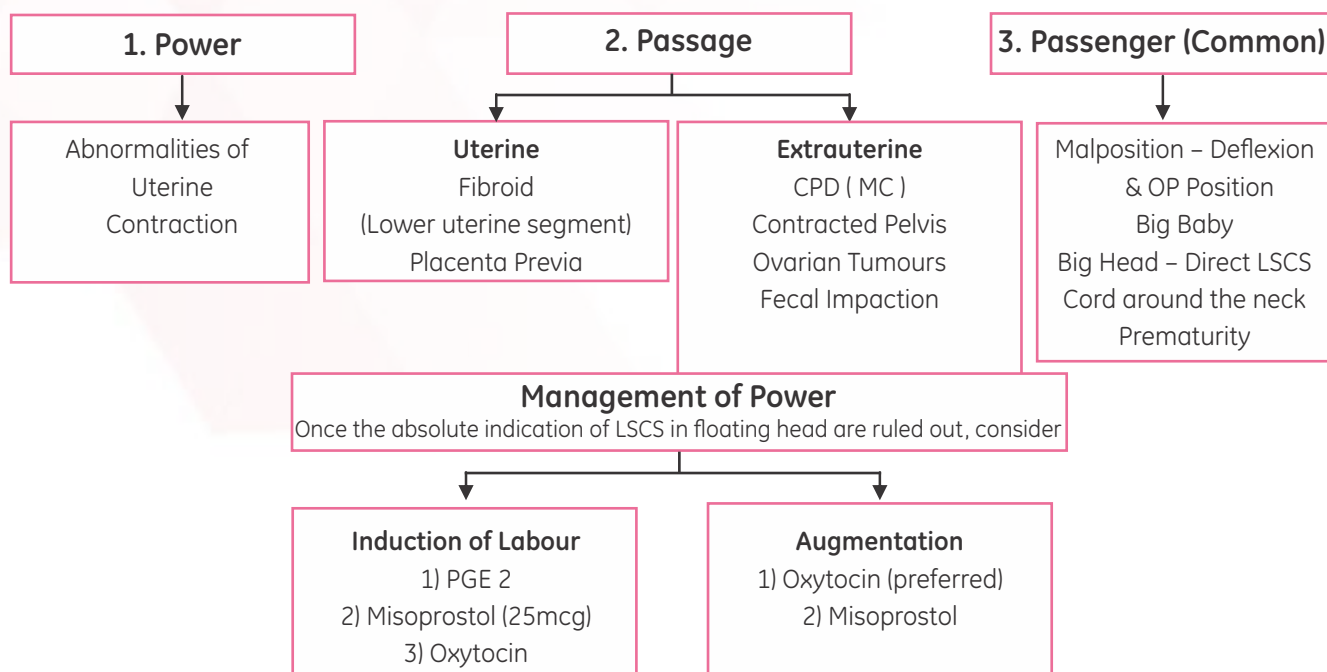 1. Power
2. Passage
3. Passenger (Common)
Abnormalities of
Uterine
Contraction
Uterine
Fibroid
(Lower uterine segment)
Placenta Previa
Extrauterine
CPD ( MC )
Contracted Pelvis
Ovarian Tumours
Fecal Impaction
Malposition – Deflexion
& OP Position
Big Baby
Big Head – Direct LSCS
Cord around the neck
Prematurity
Management of Power
Once the absolute indication of LSCS in floating head are ruled out, consider
Induction of Labour
1) PGE 2
2) Misoprostol (25mcg)
3) Oxytocin
Augmentation
1) Oxytocin (preferred)
2) Misoprostol